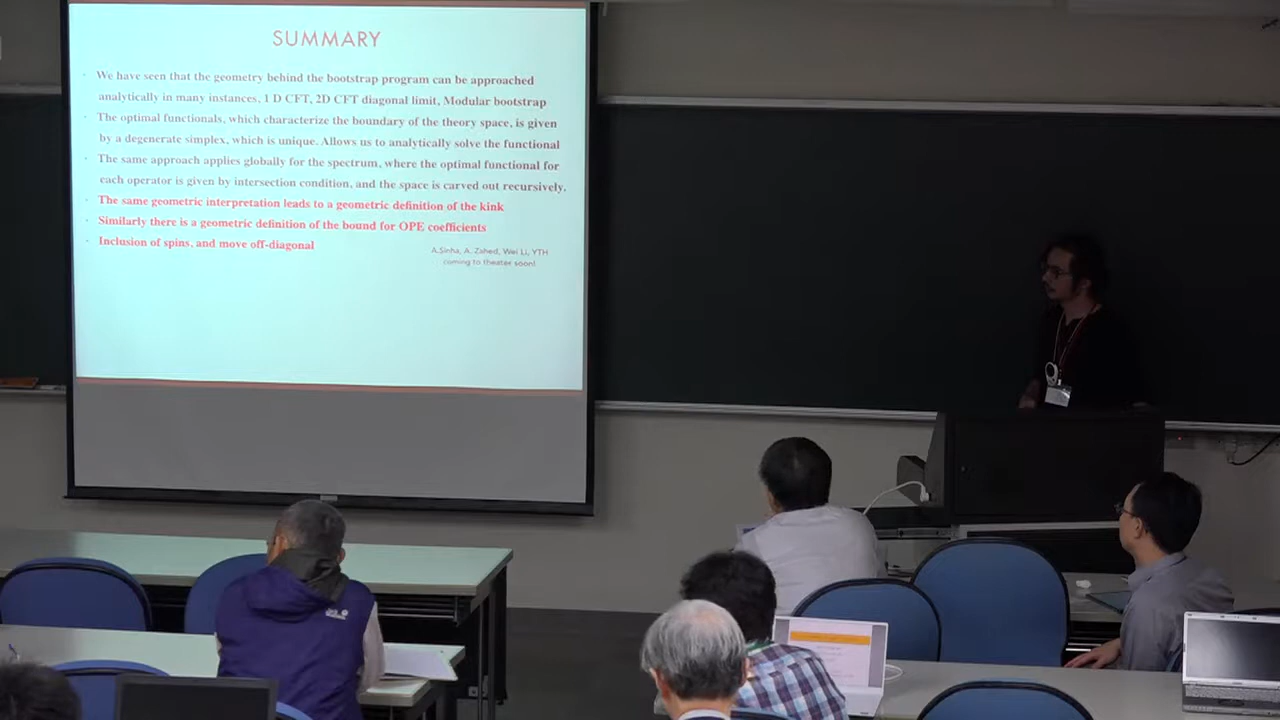 SUMMARY
We have seen that the geometry behind the bootstrap program can be approached
analytically in many instances, 1 D CFT, 2D CFT diagonal limit, Modular bootstrap
The optimal functionals, which characterize the boundary of the theory space, is given
by a degenerate simplex, which is unique. Allows us to analytically solve the functional
The same approach applies globally for the spectrum, where the optimal functional for
each operator is given by intersection condition, and the space is carved out recursively.
The same geometric interpretation leads to a geometric definition of the kink
Similarly there is a geometric definition of the bound for OPE coefficients
Inclusion of spins, and move off-diagonal
A.Sinha, A. Zahed, Wei Li, YTH
coming to theater soon!